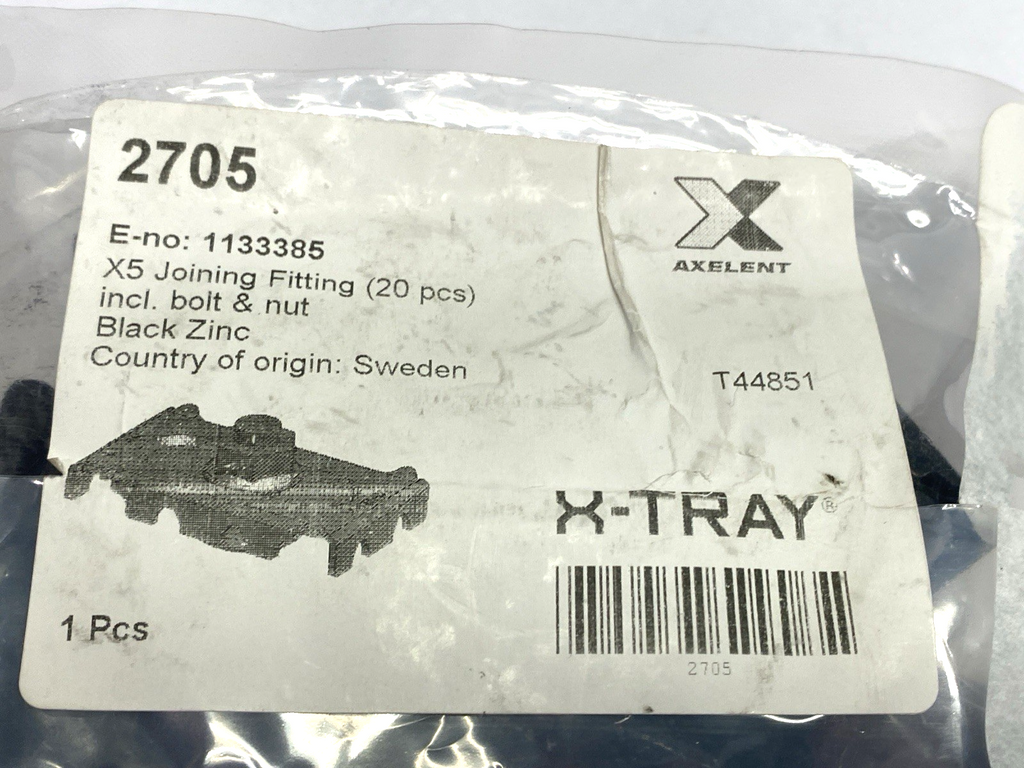 2705
E-no: 1133385
X5 Joining Fitting (20 pcs)
incl. bolt & nut
Black Zinc
Country of origin: Sweden
1 Pcs
AXELENT
T44851
X-TRAY®
2705